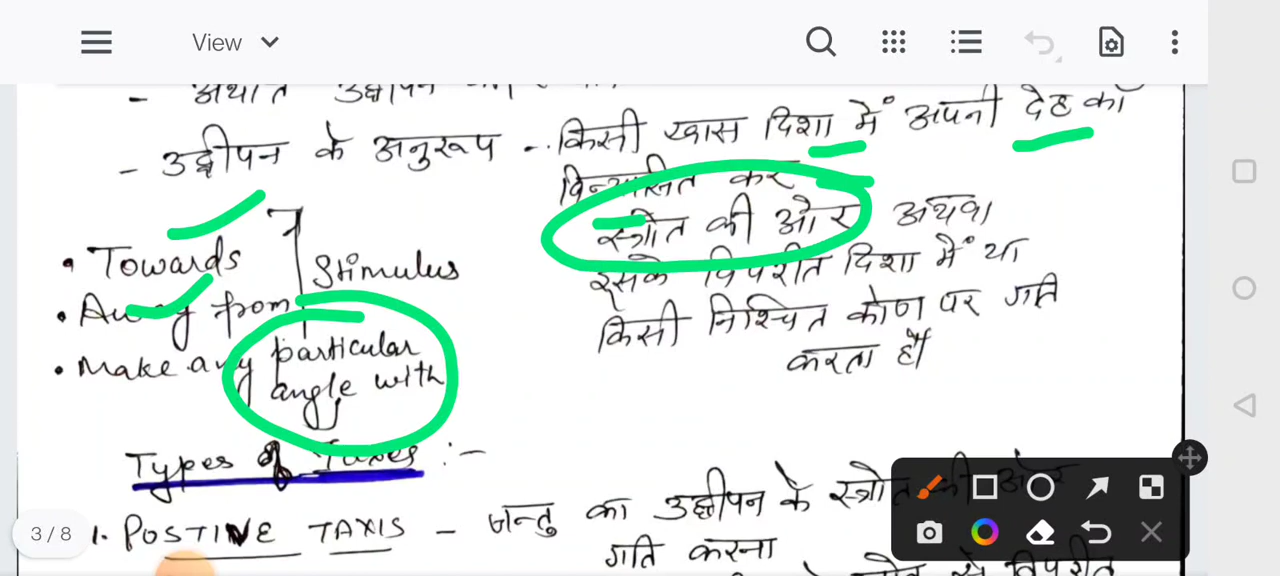 View
- अर्थात उद्दीपन
- उद्दीपन के अनुरूप -. किसी खास दिशा में अपनी देह को
विन्यासित कर
स्त्रोत की ओर अथवा
इसके विपरीत दिशा में या
किसी निश्चित कोण पर गति
करता है।
• Towards
• Away from
Stimulus
• Make any particular
angle with
Types of Taxes :-
1. POSTINVE TAXIS - जन्तु का उद्दीपन के स्त्रोत की ओर
गति करना
से विपरीत
3 / 8